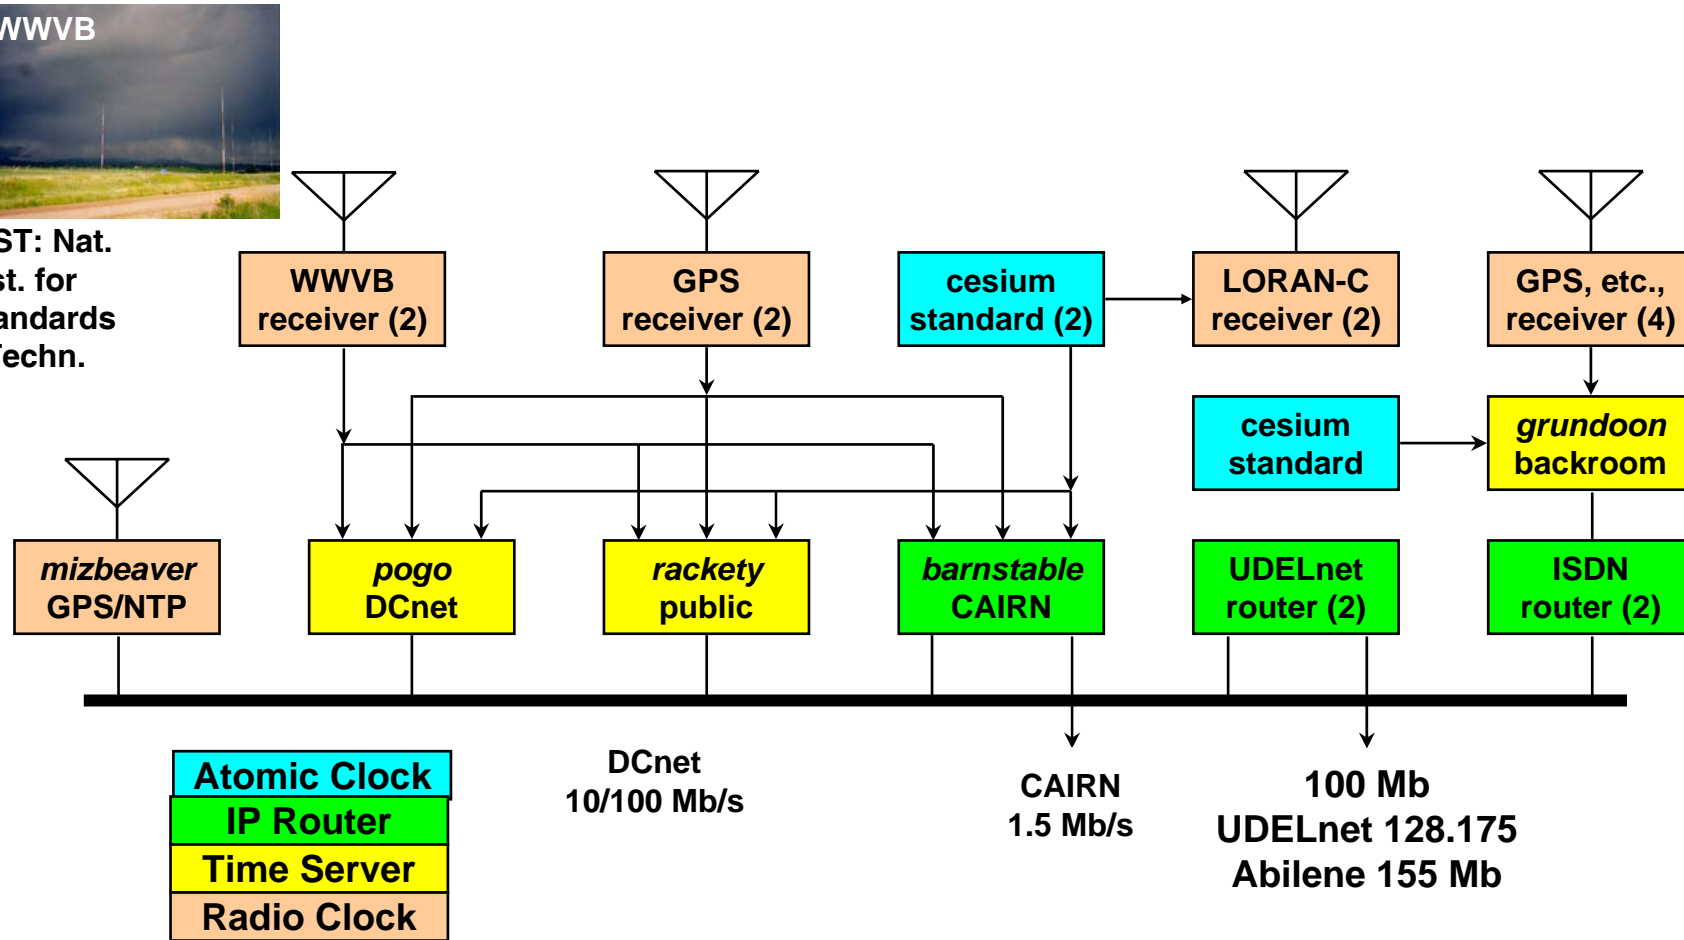 WWVB
ST: Nat.
st. for
andards
Techn.
WWVB
receiver (2)
GPS
receiver (2)
cesium
standard (2)
LORAN-C
receiver (2)
GPS, etc.,
receiver (4)
cesium
standard
grundoon
backroom
mizbeaver
GPS/NTP
pogo
DCnet
rackety
public
barnstable
CAIRN
UDELnet
router (2)
ISDN
router (2)
DCnet
10/100 Mb/s
CAIRN
1.5 Mb/s
100 Mb
UDELnet 128.175
Abilene 155 Mb
Atomic Clock
IP Router
Time Server
Radio Clock